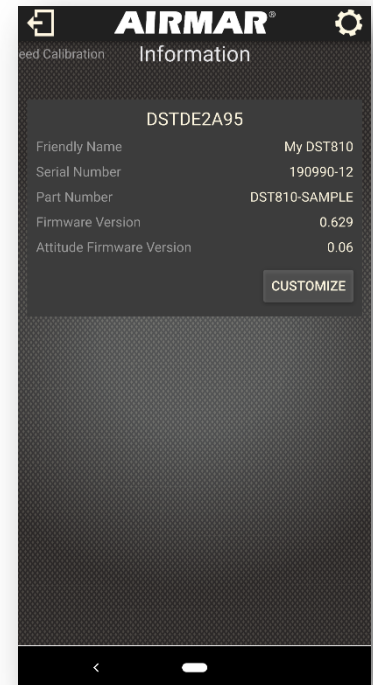 AIRMAR®
eed Calibration Information
DSTDE2A95
Friendly Name My DST810
Serial Number 190990-12
Part Number DST810-SAMPLE
Firmware Version 0.629
Attitude Firmware Version 0.06
CUSTOMIZE